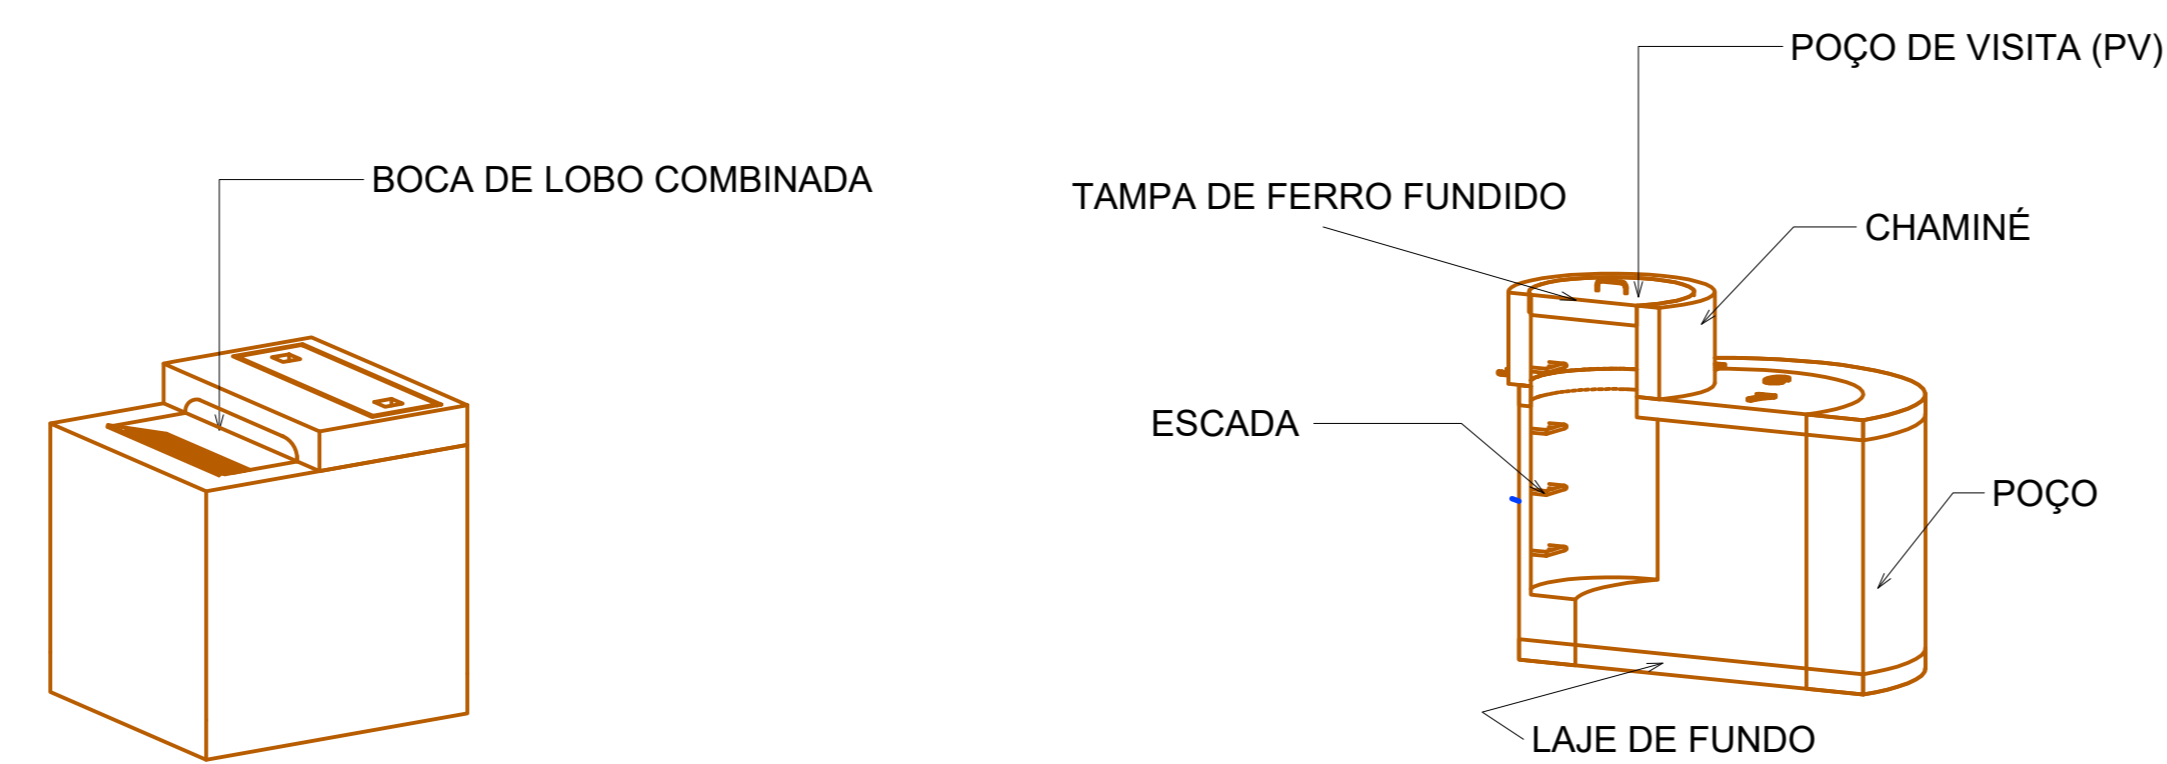 POÇO DE VISITA (PV)
BOCA DE LOBO COMBINADA
TAMPA DE FERRO FUNDIDO
CHAMINÉ
ESCADA
POÇO
LAJE DE FUNDO